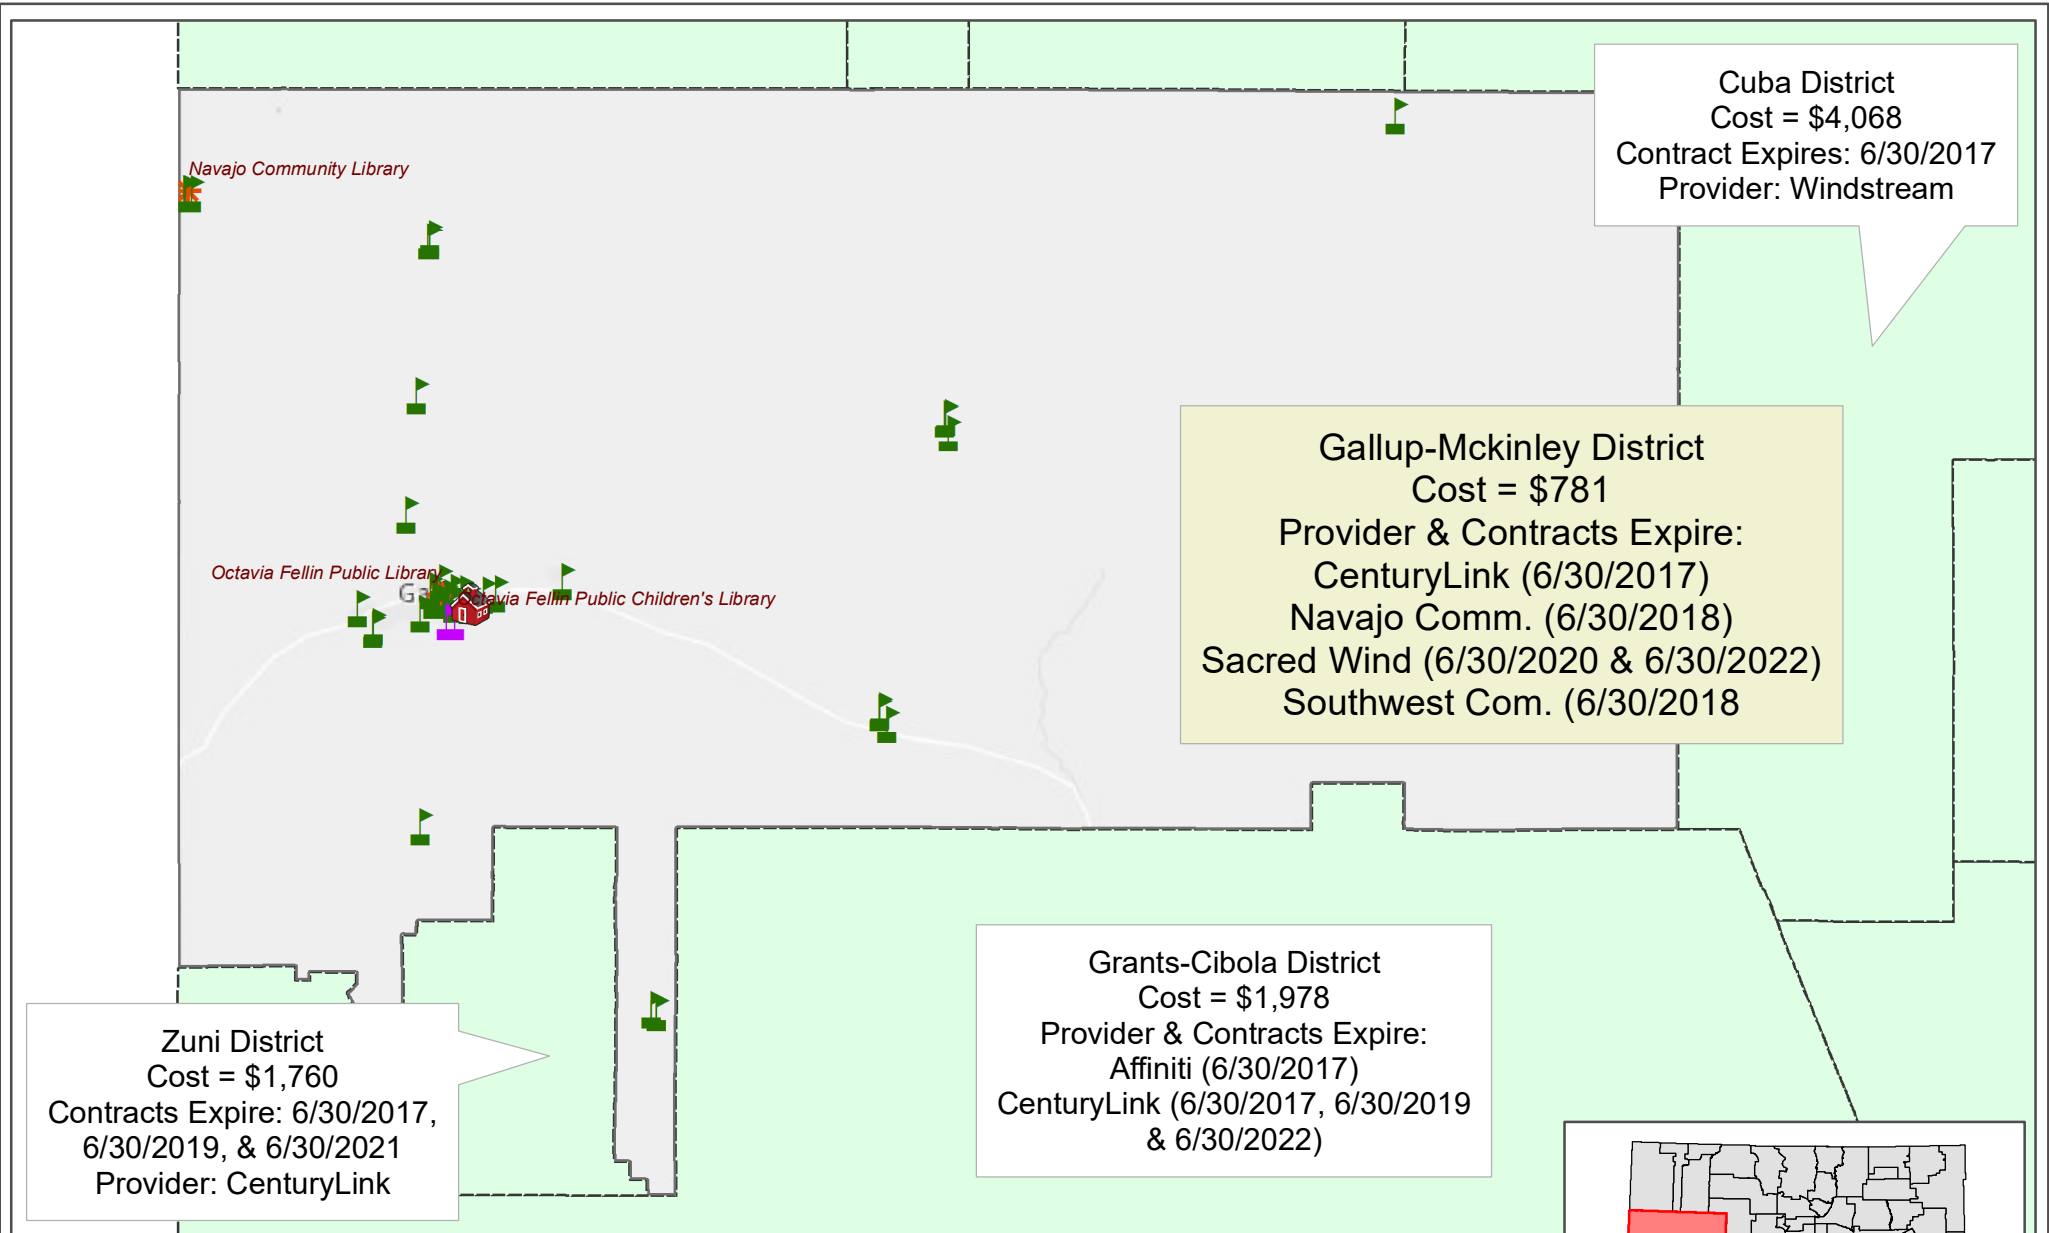 Cuba District
Cost = $4,068
Contract Expires: 6/30/2017
Provider: Windstream
Navajo Community Library
Gallup-Mckinley District
Cost = $781
Provider & Contracts Expire:
CenturyLink (6/30/2017)
Navajo Comm. (6/30/2018)
Sacred Wind (6/30/2020 & 6/30/2022)
Southwest Com. (6/30/2018
Octavia Fellin Public Library
Octavia Fellin Public Children's Library
Grants-Cibola District
Cost = $1,978
Provider & Contracts Expire:
Affiniti (6/30/2017)
CenturyLink (6/30/2017, 6/30/2019
& 6/30/2022)
Zuni District
Cost = $1,760
Contracts Expire: 6/30/2017,
6/30/2019, & 6/30/2021
Provider: CenturyLink